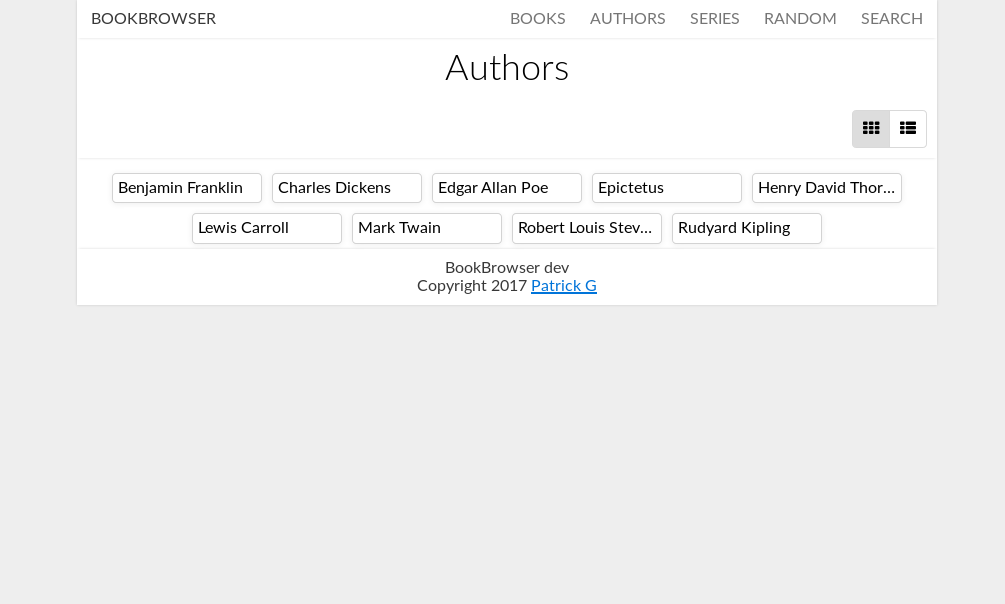 BOOKBROWSER BOOKS AUTHORS SERIES RANDOM SEARCH
Authors
Benjamin Franklin Charles Dickens Edgar Allan Poe Epictetus Henry David Thor...
Lewis Carroll Mark Twain Robert Louis Stev... Rudyard Kipling
BookBrowser dev
Copyright 2017 Patrick G